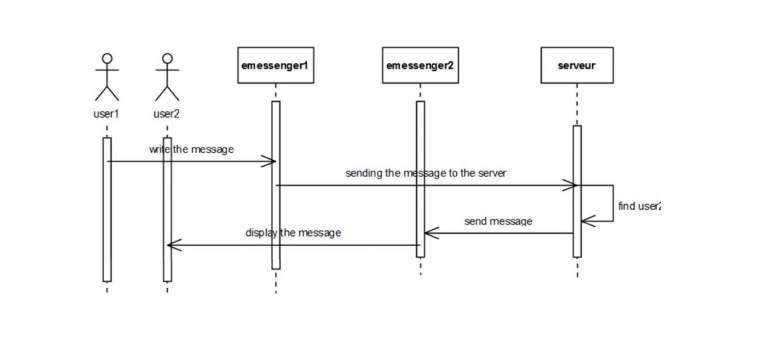 emessenger1
emessenger2
serveur
user1
user2
write the message
sending the message to the server
find user2
send message
display the message